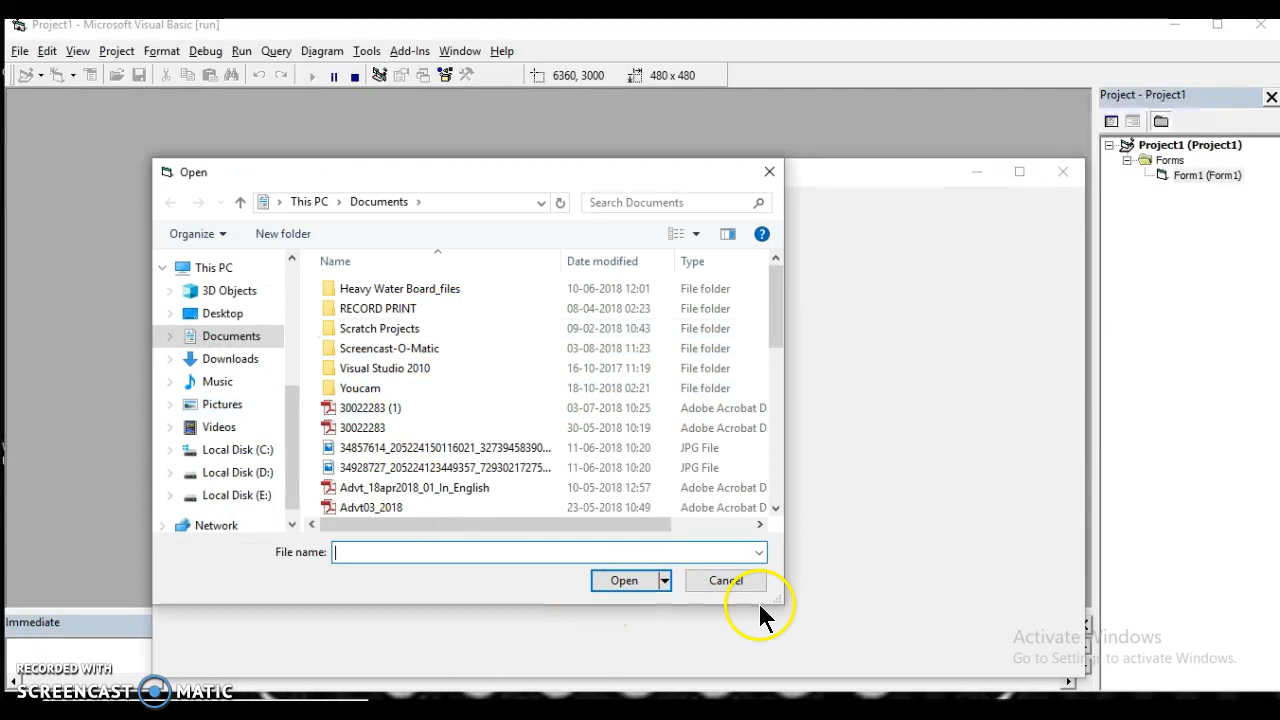 Project1 - Microsoft Visual Basic [run]
File Edit View Project Format Debug Run Query Diagram Tools Add-Ins Window Help
6360, 3000 480 x 480
Project - Project1
Project1 (Project1)
Forms
Form1 (Form1)
Open
This PC Documents
Search Documents
Organize New folder
This PC
3D Objects
Desktop
Documents
Downloads
Music
Pictures
Videos
Local Disk (C:)
Local Disk (D:)
Local Disk (E:)
Network
Name Date modified Type
Heavy Water Board_files 10-06-2018 12:01 File folder
RECORD PRINT 08-04-2018 02:23 File folder
Scratch Projects 09-02-2018 10:43 File folder
Screencast-O-Matic 03-08-2018 11:23 File folder
Visual Studio 2010 16-10-2017 11:19 File folder
Youcam 18-10-2018 02:21 File folder
30022283 (1) 03-07-2018 10:25 Adobe Acrobat D
30022283 30-05-2018 10:19 Adobe Acrobat D
34857614_205224150116021_32739458390... 11-06-2018 10:20 JPG File
34928727_205224123449357_72930217275... 11-06-2018 10:20 JPG File
Advt_18apr2018_01_In_English 10-05-2018 12:57 Adobe Acrobat D
Advt03_2018 23-05-2018 10:49 Adobe Acrobat D
File name:
Open Cancel
Immediate
Activate Windows
Go to Settings to activate Windows.
RECORDED WITH
SCREENCAST MATIC